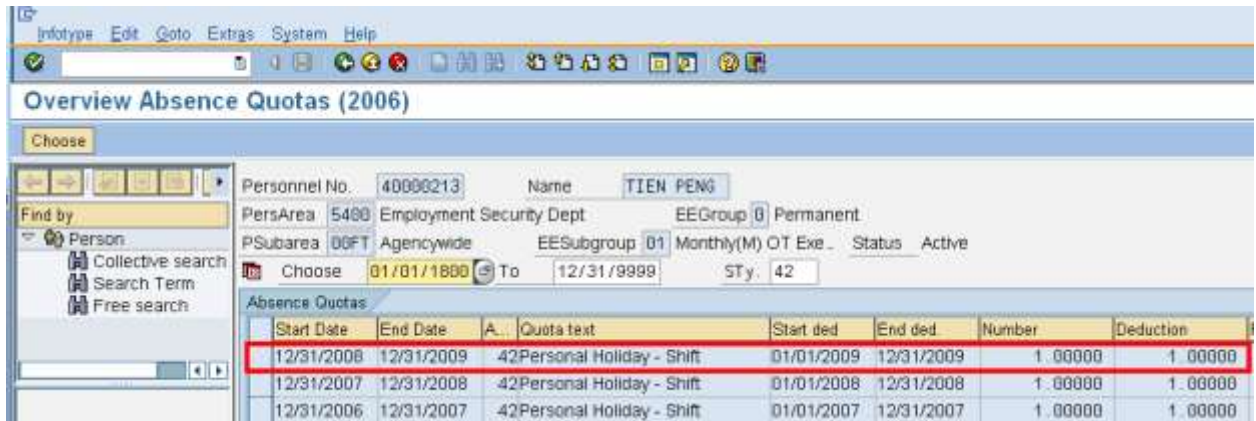 Infotype Edit Goto Extras System Help
Overview Absence Quotas (2006)
Choose
Personnel No. 40000213 Name TIEN PENG
Find by
PersArea 5400 Employment Security Dept EEGroup 0 Permanent
Person
PSubarea 00FT Agencywide EESubgroup 01 Monthly(M) OT Exe.. Status Active
Collective search
Choose 01/01/1800 To 12/31/9999 STy. 42
Search Term
Free search
Absence Quotas
Start Date End Date A.. Quota text Start ded End ded. Number Deduction
12/31/2008 12/31/2009 42 Personal Holiday - Shift 01/01/2009 12/31/2009 1.00000 1.00000
12/31/2007 12/31/2008 42 Personal Holiday - Shift 01/01/2008 12/31/2008 1.00000 1.00000
12/31/2006 12/31/2007 42 Personal Holiday - Shift 01/01/2007 12/31/2007 1.00000 1.00000